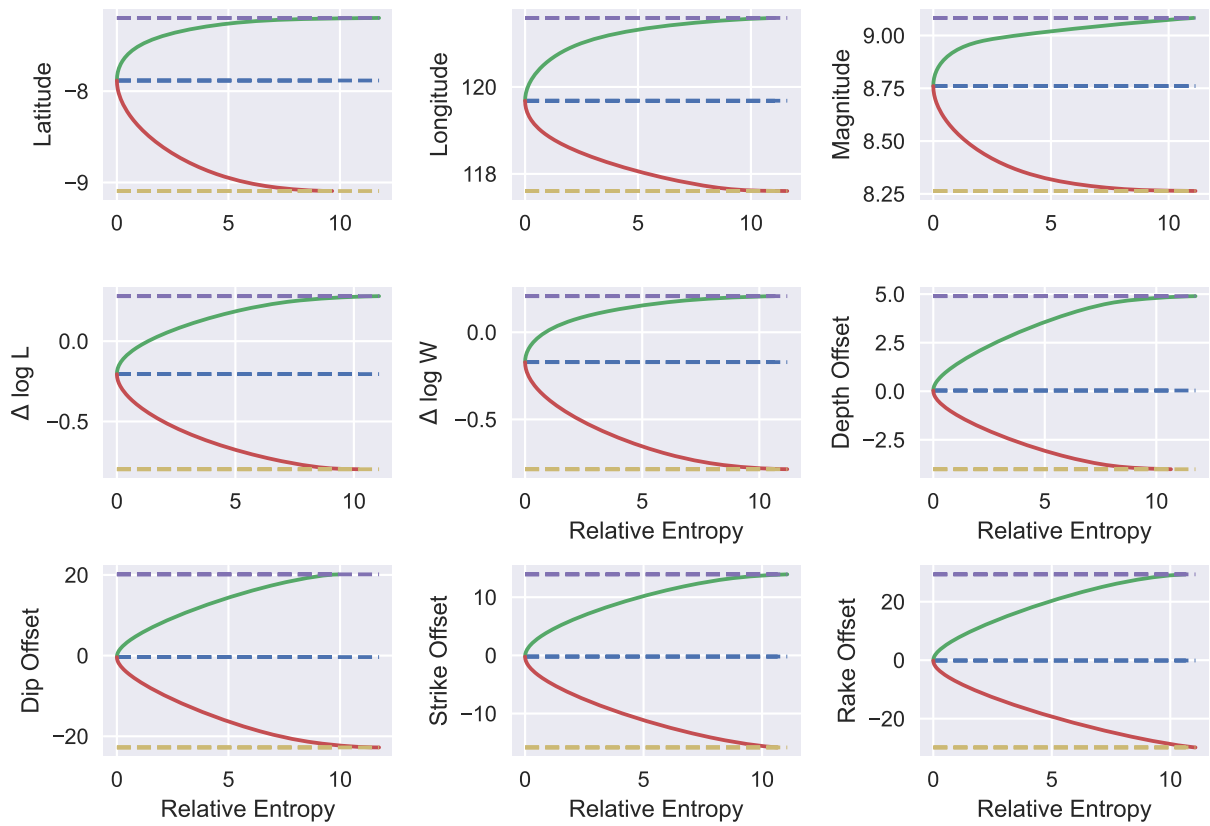 Latitude
−8
−9
0 5 10
Longitude
120
118
0 5 10
Magnitude
9.00
8.75
8.50
8.25
0 5 10
Δ log L
0.0
−0.5
0 5 10
Δ log W
0.0
−0.5
0 5 10
Relative Entropy
Depth Offset
5.0
2.5
0.0
−2.5
0 5 10
Relative Entropy
Dip Offset
20
0
−20
0 5 10
Relative Entropy
Strike Offset
10
0
−10
0 5 10
Relative Entropy
Rake Offset
20
0
−20
0 5 10
Relative Entropy